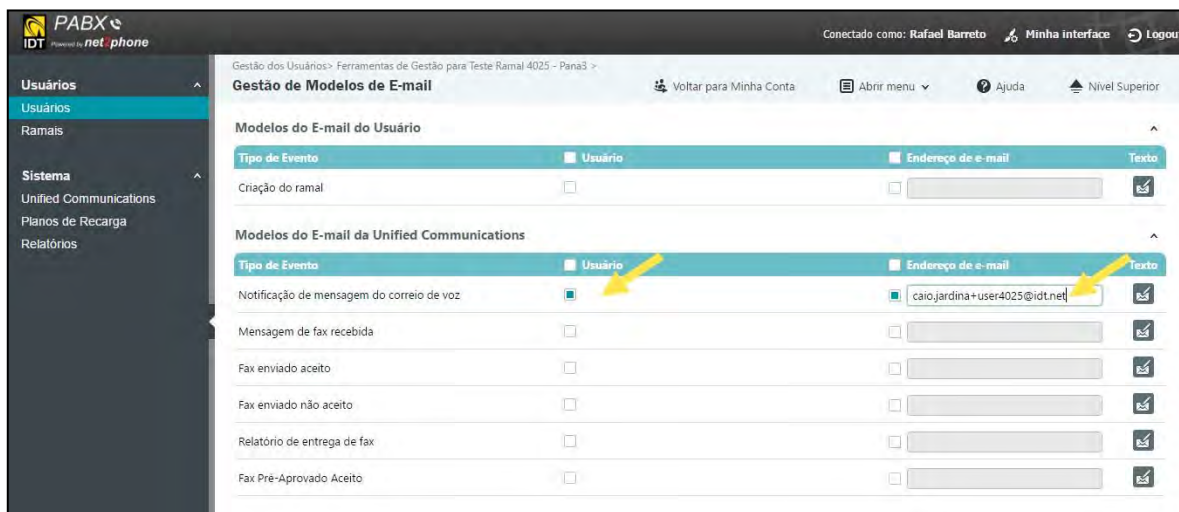 PABX
IDT Powered by net2phone
Conectado como: Rafael Barreto Minha interface Logou
Usuários
Usuários
Ramais
Sistema
Unified Communications
Planos de Recarga
Relatórios
Gestão dos Usuários> Ferramentas de Gestão para Teste Ramal 4025 - Pana3 >
Gestão de Modelos de E-mail
Voltar para Minha Conta Abrir menu Ajuda Nível Superior
Modelos do E-mail do Usuário
Tipo de Evento Usuário Endereço de e-mail Texto
Criação do ramal
Modelos do E-mail da Unified Communications
Tipo de Evento Usuário Endereço de e-mail Texto
Notificação de mensagem do correio de voz caio.jardina+user4025@idt.net
Mensagem de fax recebida
Fax enviado aceito
Fax enviado não aceito
Relatório de entrega de fax
Fax Pré-Aprovado Aceito